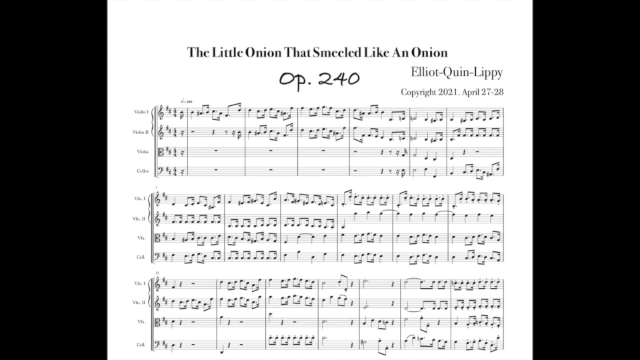 The Little Onion That Smeeled Like An Onion
Op. 240
Elliot-Quin-Lippy
Copyright 2021. April 27-28
Violin I
Violin II
Viola
Cello
Vln. I
Vln. II
Vla.
Cell.
Vln. I
Vln. II
Vla.
Cell.